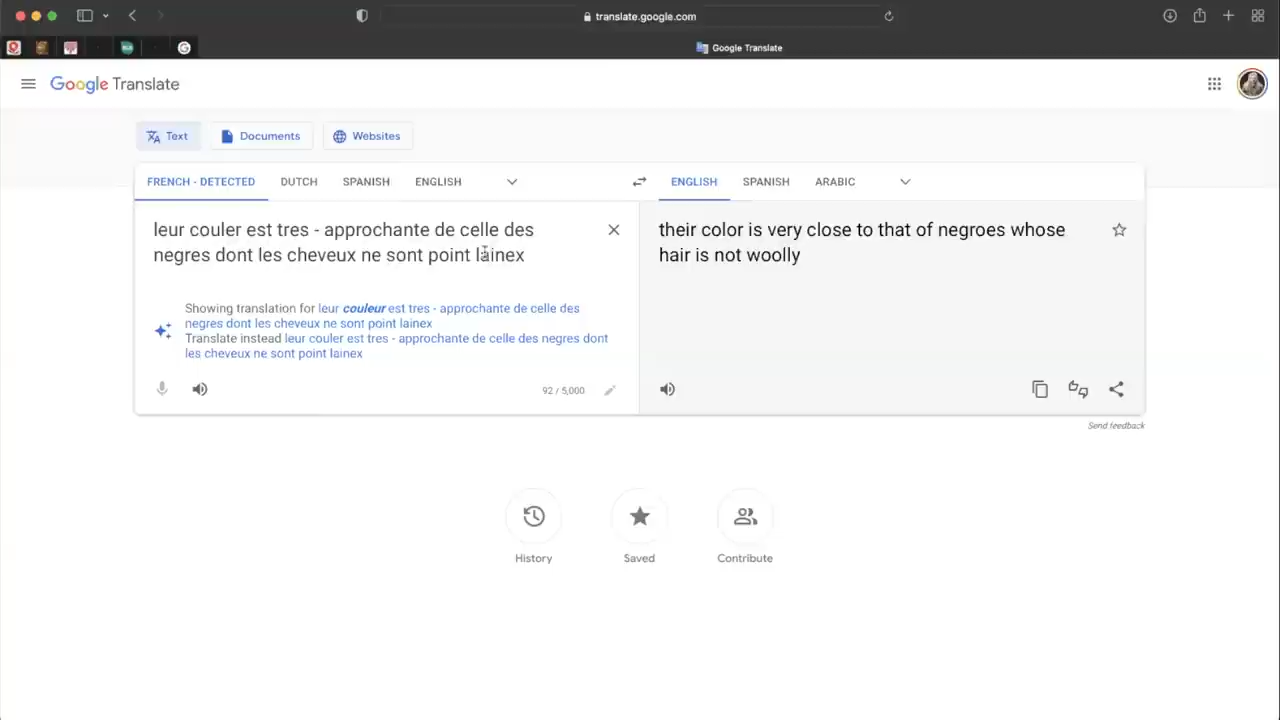 translate.google.com
Google Translate
Google Translate
Text
Documents
Websites
FRENCH - DETECTED
DUTCH
SPANISH
ENGLISH
ENGLISH
SPANISH
ARABIC
leur couler est tres - approchante de celle des
negres dont les cheveux ne sont point lainex
Showing translation for leur couleur est tres - approchante de celle des
negres dont les cheveux ne sont point lainex
Translate instead leur couler est tres - approchante de celle des negres dont
les cheveux ne sont point lainex
92 / 5,000
their color is very close to that of negroes whose
hair is not woolly
Send feedback
History
Saved
Contribute